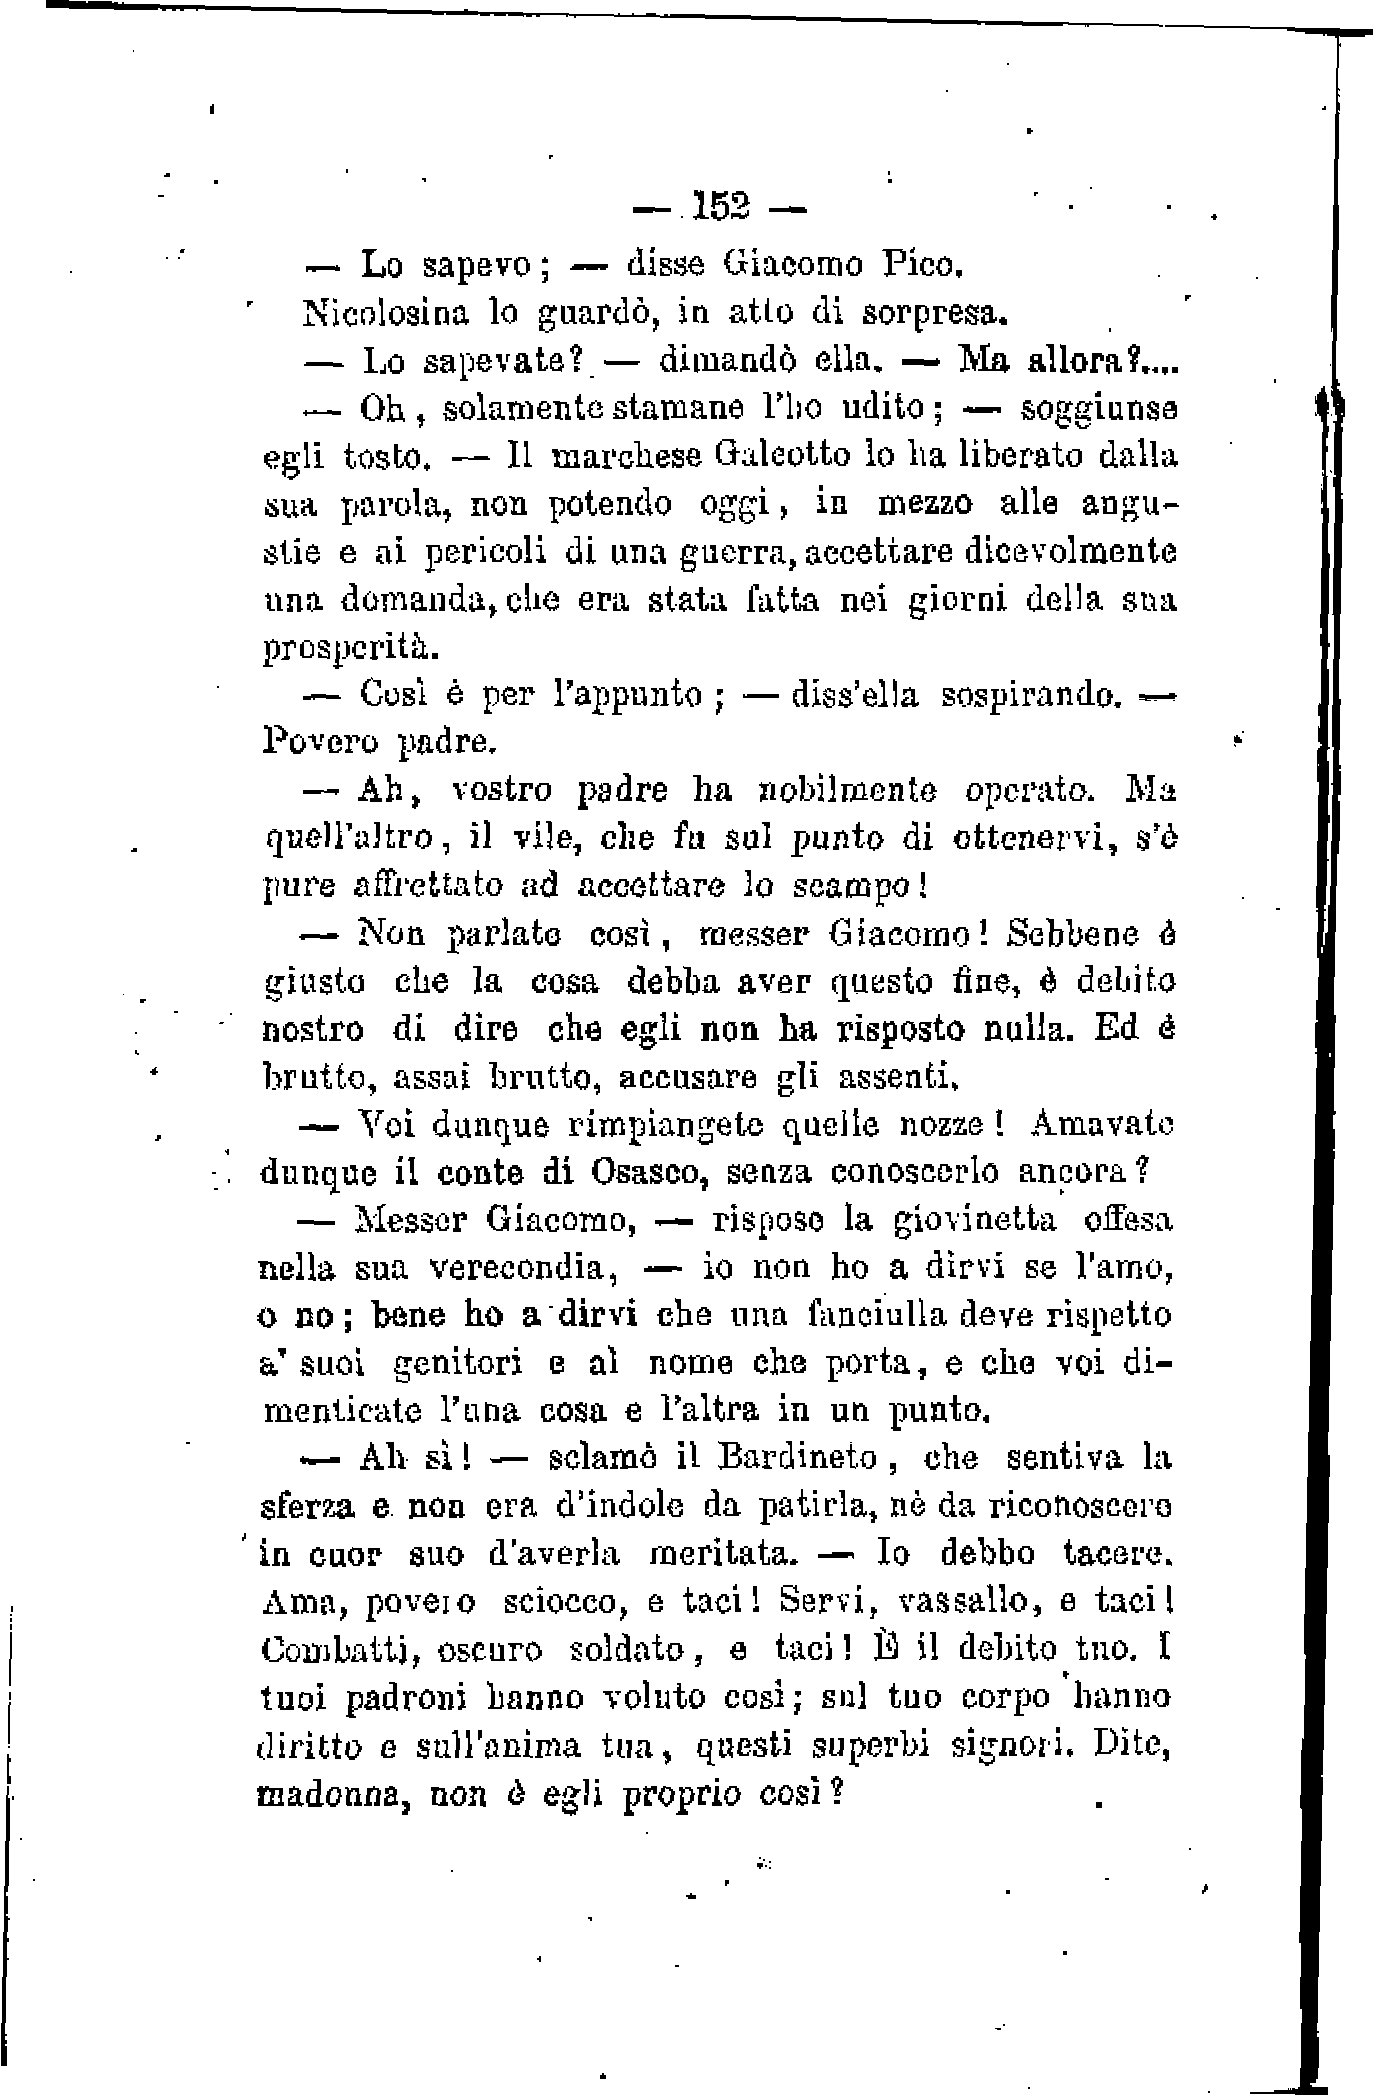 — 152 —
— Lo sapevo; — disse Giacomo Pico.
Nicolosina lo guardò, in atto di sorpresa.
— Lo sapevate? — dimandò ella. — Ma allora?....
— Oh, solamente stamane l'ho udito; — soggiunse
egli tosto. — Il marchese Galeotto lo ha liberato dalla
sua parola, non potendo oggi, in mezzo alle angu-
stie e ai pericoli di una guerra, accettare dicevolmente
una domanda, che era stata fatta nei giorni della sua
prosperità.
— Così è per l'appunto; — diss'ella sospirando. —
Povero padre.
— Ah, vostro padre ha nobilmente operato. Ma
quell'altro, il vile, che fu sul punto di ottenervi, s'è
pure affrettato ad accettare lo scampo!
— Non parlate così, messer Giacomo! Sebbene è
giusto che la cosa debba aver questo fine, è debito
nostro di dire che egli non ha risposto nulla. Ed è
brutto, assai brutto, accusare gli assenti.
— Voi dunque rimpiangete quelle nozze! Amavate
dunque il conte di Osasco, senza conoscerlo ancora?
— Messer Giacomo, — rispose la giovinetta offesa
nella sua verecondia, — io non ho a dirvi se l'amo,
o no; bene ho a dirvi che una fanciulla deve rispetto
a' suoi genitori e al nome che porta, e che voi di-
menticate l'una cosa e l'altra in un punto.
— Ah sì! — sclamò il Bardineto, che sentiva la
sferza e non era d'indole da patirla, nè da riconoscere
in cuor suo d'averla meritata. — Io debbo tacere.
Ama, povero sciocco, e taci! Servi, vassallo, e taci!
Combatti, oscuro soldato, e taci! È il debito tuo. I
tuoi padroni hanno voluto così; sul tuo corpo hanno
diritto e sull'anima tua, questi superbi signori. Dite,
madonna, non è egli proprio così?